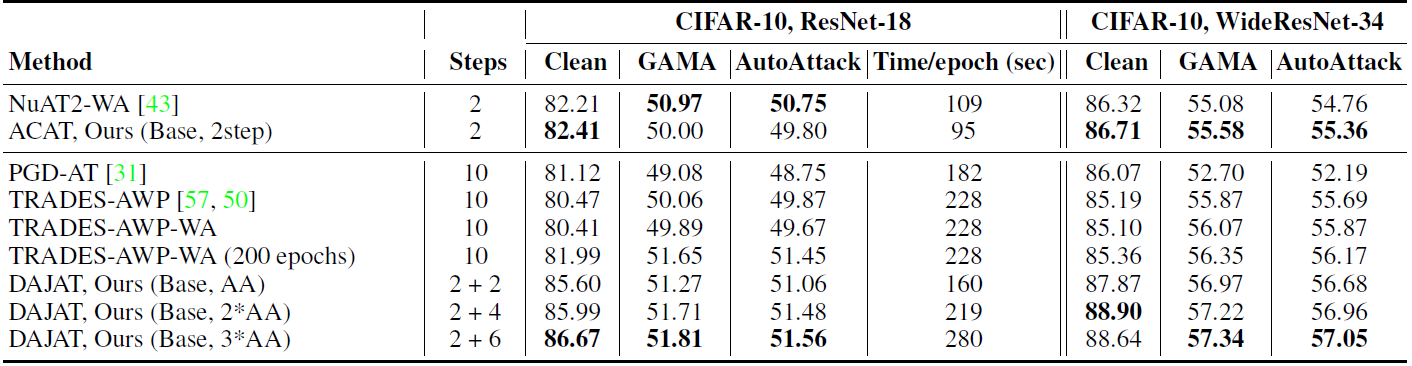 CIFAR-10, ResNet-18 CIFAR-10, WideResNet-34
Method Steps Clean GAMA AutoAttack Time/epoch (sec) Clean GAMA AutoAttack
NuAT2-WA [43] 2 82.21 50.97 50.75 109 86.32 55.08 54.76
ACAT, Ours (Base, 2step) 2 82.41 50.00 49.80 95 86.71 55.58 55.36
PGD-AT [31] 10 81.12 49.08 48.75 182 86.07 52.70 52.19
TRADES-AWP [57, 50] 10 80.47 50.06 49.87 228 85.19 55.87 55.69
TRADES-AWP-WA 10 80.41 49.89 49.67 228 85.10 56.07 55.87
TRADES-AWP-WA (200 epochs) 10 81.99 51.65 51.45 228 85.36 56.35 56.17
DAJAT, Ours (Base, AA) 2 + 2 85.60 51.27 51.06 160 87.87 56.97 56.68
DAJAT, Ours (Base, 2*AA) 2 + 4 85.99 51.71 51.48 219 88.90 57.22 56.96
DAJAT, Ours (Base, 3*AA) 2 + 6 86.67 51.81 51.56 280 88.64 57.34 57.05